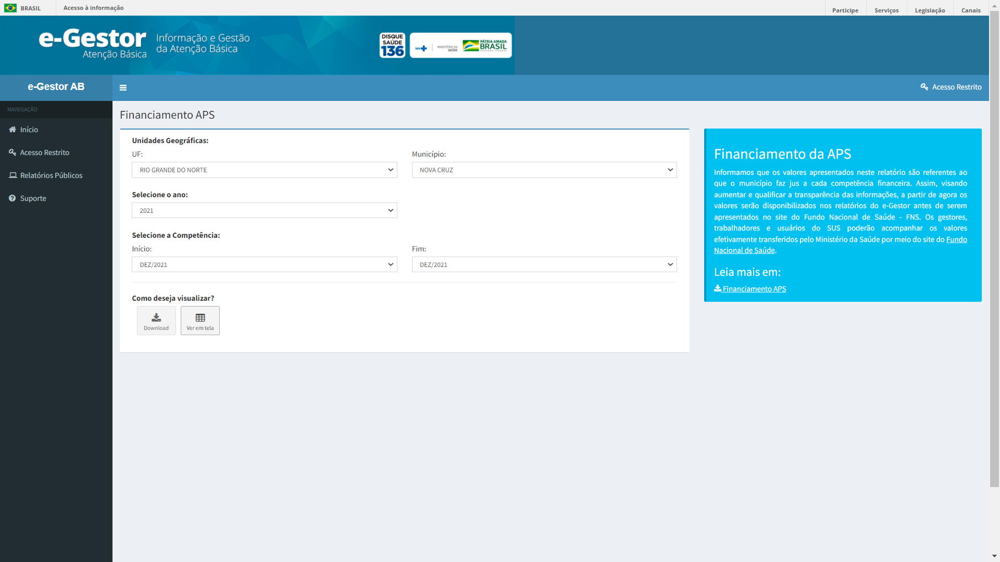 BRASIL
Acesso à informação
Participe
Serviços
Legislação
Canais
e-Gestor
Atenção Básica
Informação e Gestão
da Atenção Básica
DISQUE
SAÚDE
136
SUS
MINISTÉRIO DA
SAÚDE
PÁTRIA AMADA
BRASIL
GOVERNO FEDERAL
e-Gestor AB
Acesso Restrito
NAVEGAÇÃO
Início
Acesso Restrito
Relatórios Públicos
Suporte
Financiamento APS
Unidades Geográficas:
UF:
Município:
RIO GRANDE DO NORTE
NOVA CRUZ
Selecione o ano:
2021
Selecione a Competência:
Início:
Fim:
DEZ/2021
DEZ/2021
Como deseja visualizar?
Download
Ver em tela
Financiamento da APS
Informamos que os valores apresentados neste relatório são referentes ao
que o município faz jus a cada competência financeira. Assim, visando
aumentar e qualificar a transparência das informações, a partir de agora os
valores serão disponibilizados nos relatórios do e-Gestor antes de serem
apresentados no site do Fundo Nacional de Saúde - FNS. Os gestores,
trabalhadores e usuários do SUS poderão acompanhar os valores
efetivamente transferidos pelo Ministério da Saúde por meio do site do Fundo
Nacional de Saúde.
Leia mais em:
Financiamento APS